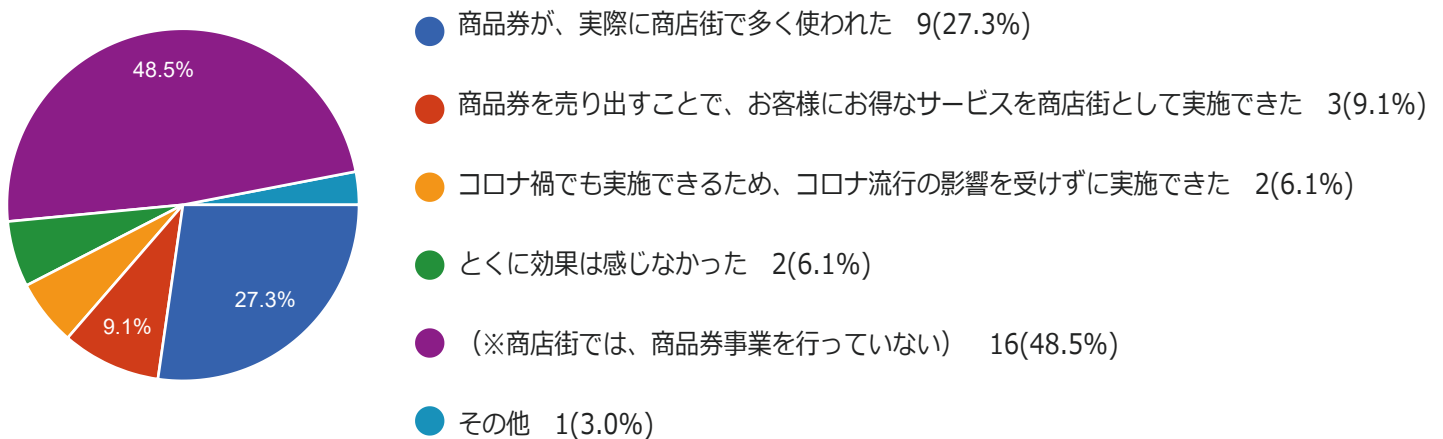 48.5%
27.3%
9.1%
商品券が、実際に商店街で多く使われた　9(27.3%)
商品券を売り出すことで、お客様にお得なサービスを商店街として実施できた　3(9.1%)
コロナ禍でも実施できるため、コロナ流行の影響を受けずに実施できた　2(6.1%)
とくに効果は感じなかった　2(6.1%)
（※商店街では、商品券事業を行っていない）　16(48.5%)
その他　1(3.0%)